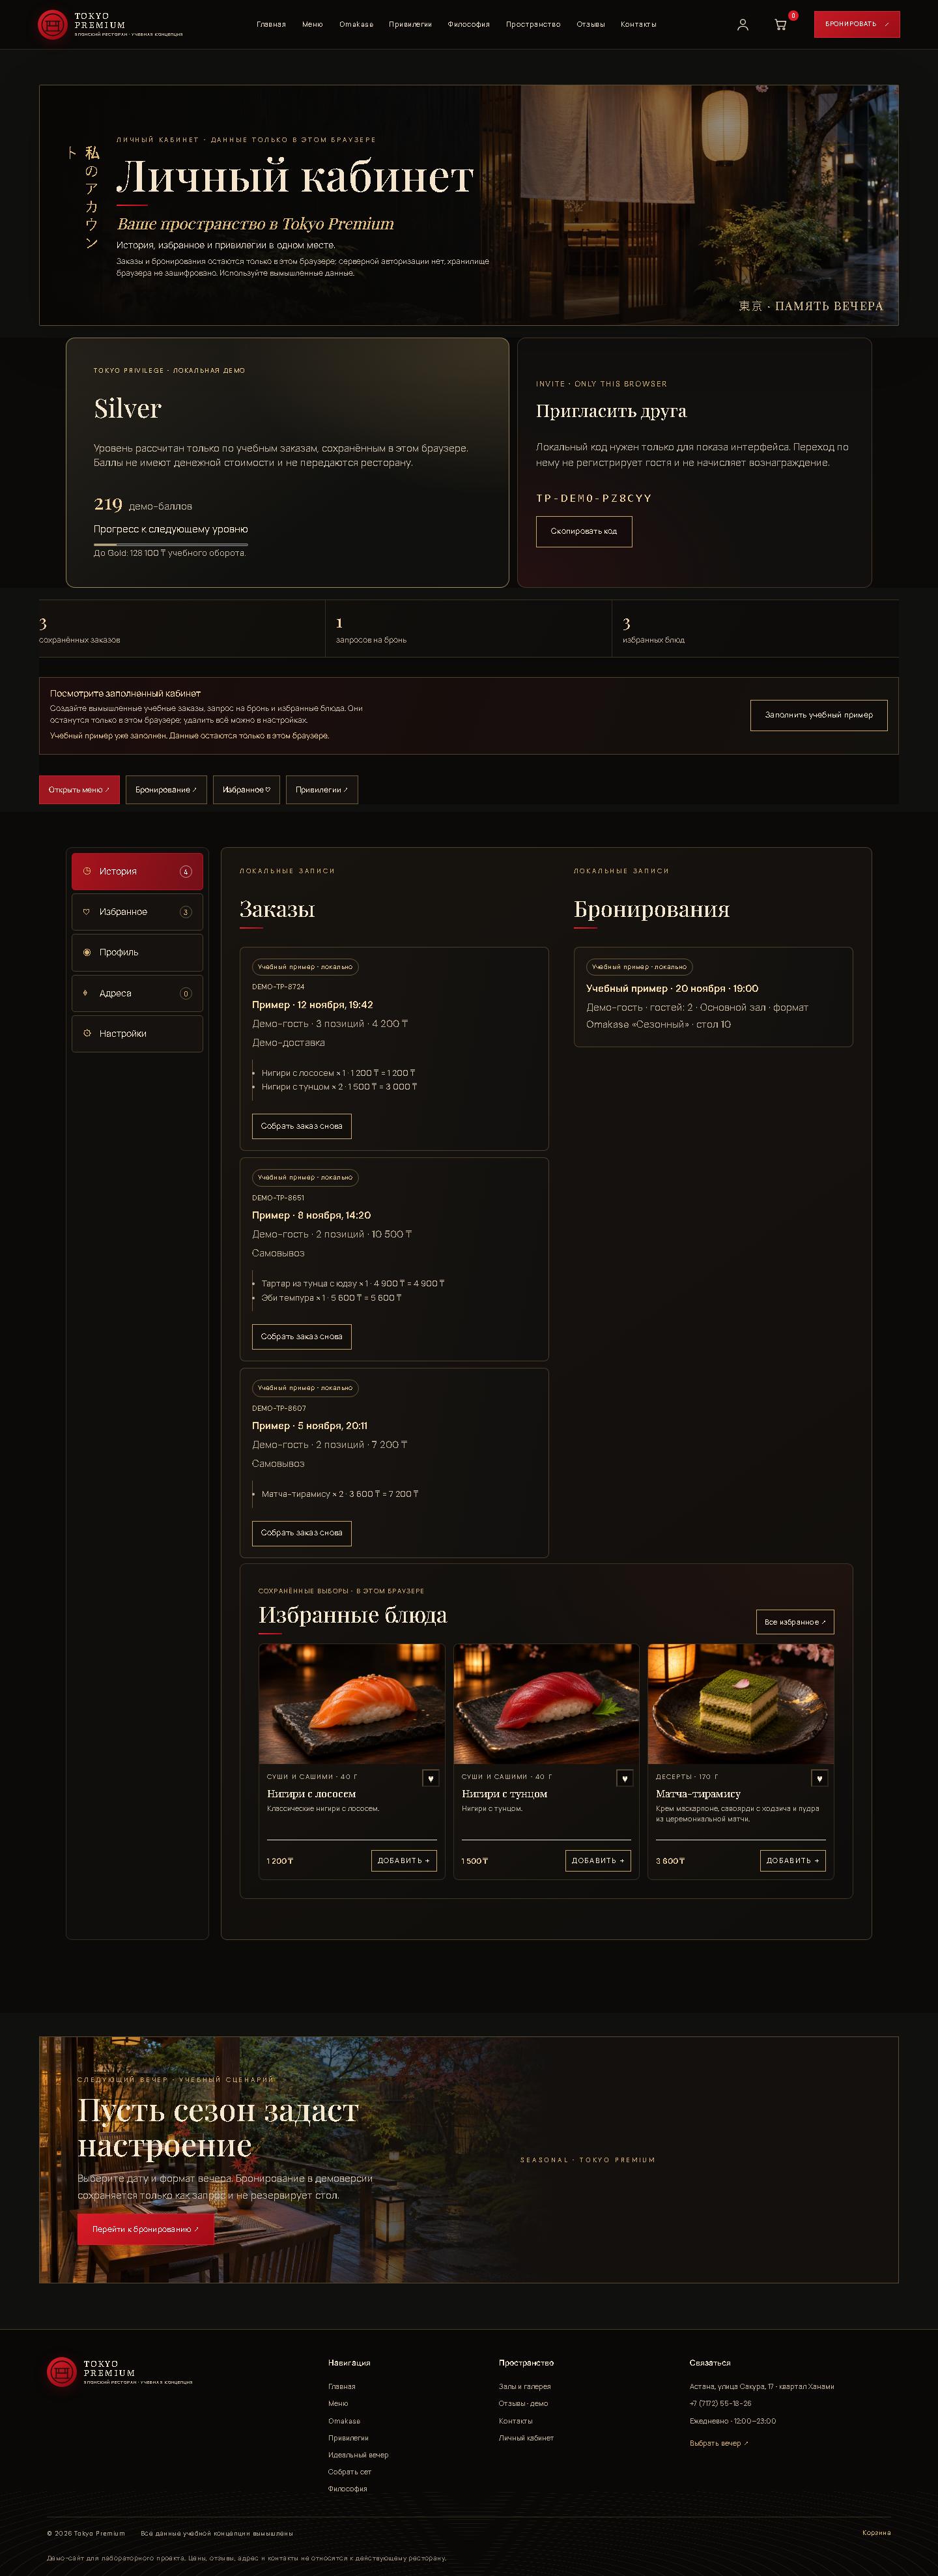 TOKYO
PREMIUM
ЯПОНСКИЙ РЕСТОРАН · УЧЕБНАЯ КОНЦЕПЦИЯ
Главная Меню Omakase Привилегии Философия Пространство Отзывы Контакты
0
БРОНИРОВАТЬ ↗
ЛИЧНЫЙ КАБИНЕТ · ДАННЫЕ ТОЛЬКО В ЭТОМ БРАУЗЕРЕ
私のアカウント
Личный кабинет
Ваше пространство в Tokyo Premium
История, избранное и привилегии в одном месте.
Заказы и бронирования остаются только в этом браузере: серверной авторизации нет, хранилище
браузера не зашифровано. Используйте вымышленные данные.
東京 · ПАМЯТЬ ВЕЧЕРА
TOKYO PRIVILEGE · ЛОКАЛЬНАЯ ДЕМО
Silver
Уровень рассчитан только по учебным заказам, сохранённым в этом браузере.
Баллы не имеют денежной стоимости и не передаются ресторану.
219 демо-баллов
Прогресс к следующему уровню
До Gold: 128 100 ₸ учебного оборота.
INVITE · ONLY THIS BROWSER
Пригласить друга
Локальный код нужен только для показа интерфейса. Переход по
нему не регистрирует гостя и не начисляет вознаграждение.
TP-DEMO-PZ8CYY
Скопировать код
3
сохранённых заказов
1
запросов на бронь
3
избранных блюд
Посмотрите заполненный кабинет
Создайте вымышленные учебные заказы, запрос на бронь и избранные блюда. Они
останутся только в этом браузере; удалить всё можно в настройках.
Учебный пример уже заполнен. Данные остаются только в этом браузере.
Заполнить учебный пример
Открыть меню ↗
Бронирование ↗
Избранное ♡
Привилегии ↗
История 4
Избранное 3
Профиль
Адреса 0
Настройки
ЛОКАЛЬНЫЕ ЗАПИСИ
Заказы
Учебный пример · локально
DEMO-TP-8724
Пример · 12 ноября, 19:42
Демо-гость · 3 позиций · 4 200 ₸
Демо-доставка
Нигири с лососем × 1 · 1 200 ₸ = 1 200 ₸
Нигири с тунцом × 2 · 1 500 ₸ = 3 000 ₸
Собрать заказ снова
Учебный пример · локально
DEMO-TP-8651
Пример · 8 ноября, 14:20
Демо-гость · 2 позиций · 10 500 ₸
Самовывоз
Тартар из тунца с юдзу × 1 · 4 900 ₸ = 4 900 ₸
Эби темпура × 1 · 5 600 ₸ = 5 600 ₸
Собрать заказ снова
Учебный пример · локально
DEMO-TP-8607
Пример · 5 ноября, 20:11
Демо-гость · 2 позиций · 7 200 ₸
Самовывоз
Матча-тирамису × 2 · 3 600 ₸ = 7 200 ₸
Собрать заказ снова
ЛОКАЛЬНЫЕ ЗАПИСИ
Бронирования
Учебный пример · локально
Учебный пример · 20 ноября · 19:00
Демо-гость · гостей: 2 · Основной зал · формат
Omakase «Сезонный» · стол 10
СОХРАНЁННЫЕ ВЫБОРЫ · В ЭТОМ БРАУЗЕРЕ
Избранные блюда
Все избранное ↗
СУШИ И САШИМИ · 40 Г
♥
Нигири с лососем
Классические нигири с лососем.
1 200 ₸
ДОБАВИТЬ +
СУШИ И САШИМИ · 40 Г
♥
Нигири с тунцом
Нигири с тунцом.
1 500 ₸
ДОБАВИТЬ +
ДЕСЕРТЫ · 170 Г
♥
Матча-тирамису
Крем маскарпоне, савоярди с ходзича и пудра
из церемониальной матчи.
3 600 ₸
ДОБАВИТЬ +
СЛЕДУЮЩИЙ ВЕЧЕР · УЧЕБНЫЙ СЦЕНАРИЙ
Пусть сезон задаст
настроение
Выберите дату и формат вечера. Бронирование в демоверсии
сохраняется только как запрос и не резервирует стол.
Перейти к бронированию ↗
SEASONAL · TOKYO PREMIUM
TOKYO
PREMIUM
ЯПОНСКИЙ РЕСТОРАН · УЧЕБНАЯ КОНЦЕПЦИЯ
Навигация
Главная
Меню
Omakase
Привилегии
Идеальный вечер
Собрать сет
Философия
Пространство
Залы и галерея
Отзывы · демо
Контакты
Личный кабинет
Связаться
Астана, улица Сакура, 17 · квартал Ханами
+7 (7172) 55-18-26
Ежедневно · 12:00–23:00
Выбрать вечер ↗
© 2026 Tokyo Premium Все данные учебной концепции вымышлены
Корзина
Демо-сайт для лабораторного проекта. Цены, отзывы, адрес и контакты не относятся к действующему ресторану.